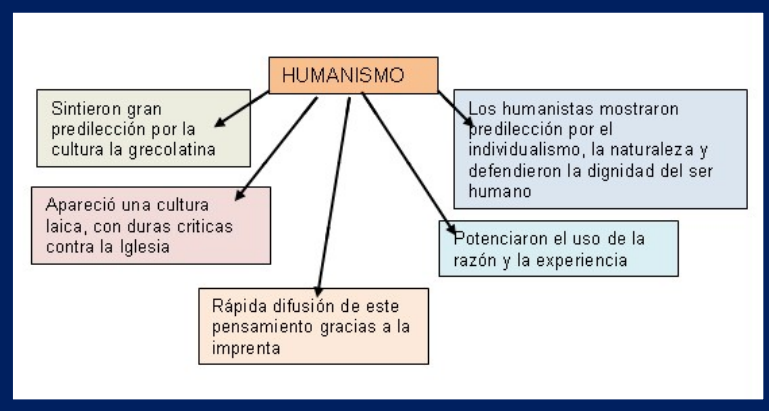 HUMANISMO
Sintieron gran
predilección por la
cultura la grecolatina
Los humanistas mostraron
predilección por el
individualismo, la naturaleza y
defendieron la dignidad del ser
humano
Apareció una cultura
laica, con duras criticas
contra la Iglesia
Potenciaron el uso de la
razón y la experiencia
Rápida difusión de este
pensamiento gracias a la
imprenta